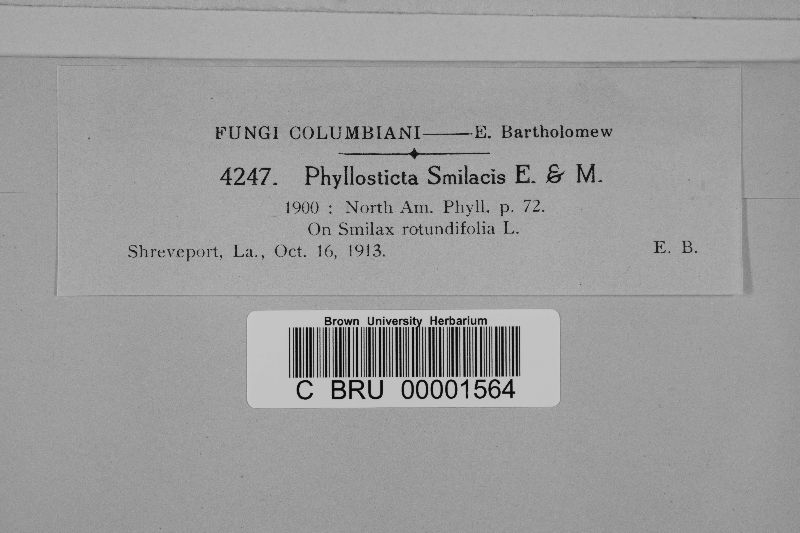 FUNGI COLUMBIANI——E. Bartholomew
4247. Phyllosticta Smilacis E. & M.
1900 : North Am. Phyll. p. 72.
On Smilax rotundifolia L.
Shreveport, La., Oct. 16, 1913. E. B.
Brown University Herbarium
C BRU 00001564